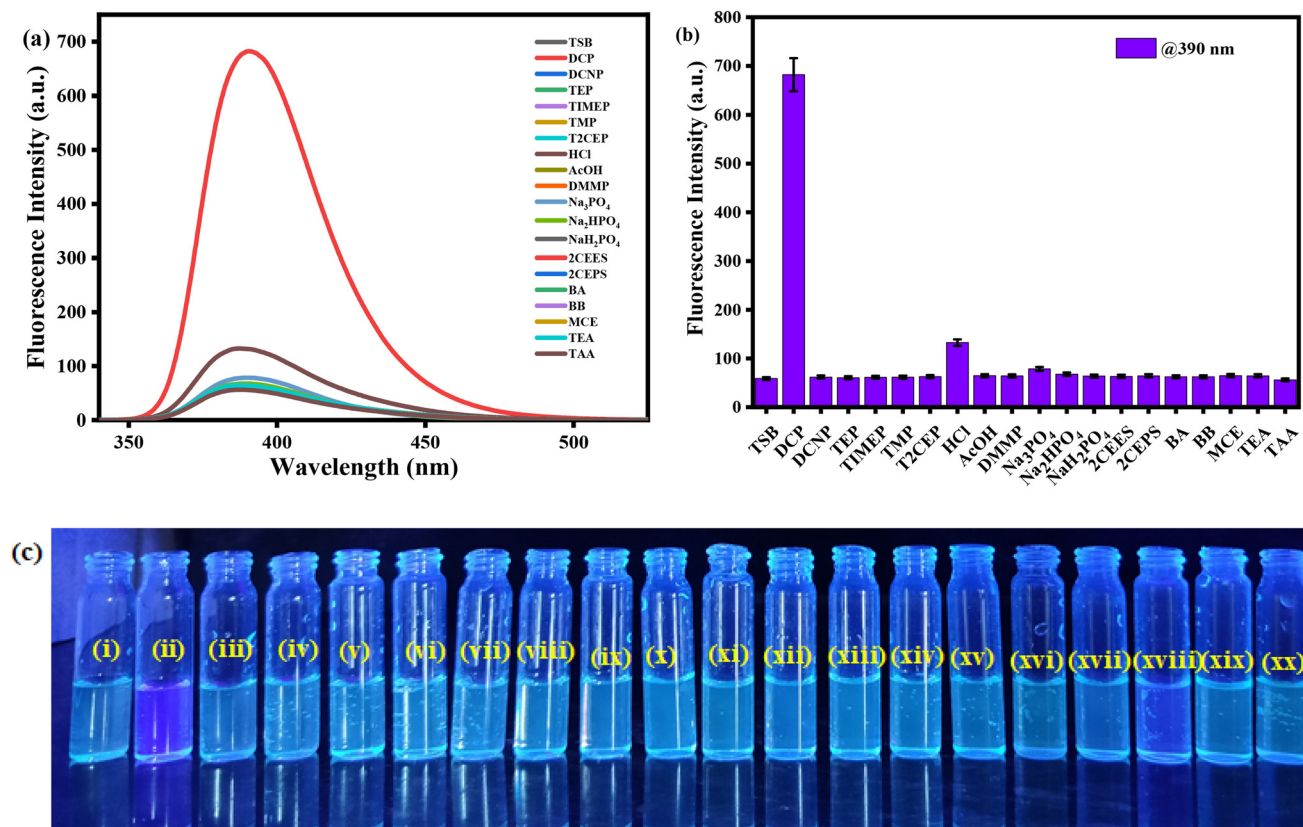 (a)
700
600
500
400
300
200
100
0
350
400
450
500
Wavelength (nm)
Fluorescence Intensity (a.u.)
TSB
DCP
DCNP
TEP
TIMEP
TMP
T2CEP
HCl
AcOH
DMMP
Na₃PO₄
Na₂HPO₄
NaH₂PO₄
2CEES
2CEPS
BA
BB
MCE
TEA
TAA
(b)
@390 nm
800
700
600
500
400
300
200
100
0
Fluorescence Intensity (a.u.)
TSB
DCP
DCNP
TEP
TIMEP
TMP
T2CEP
HCl
AcOH
DMMP
Na₃PO₄
Na₂HPO₄
NaH₂PO₄
2CEES
2CEPS
BA
BB
MCE
TEA
TAA
(c)
(i) (ii) (iii) (iv) (v) (vi) (vii) (viii) (ix) (x) (xi) (xii) (xiii) (xiv) (xv) (xvi) (xvii) (xviii) (xix) (xx)